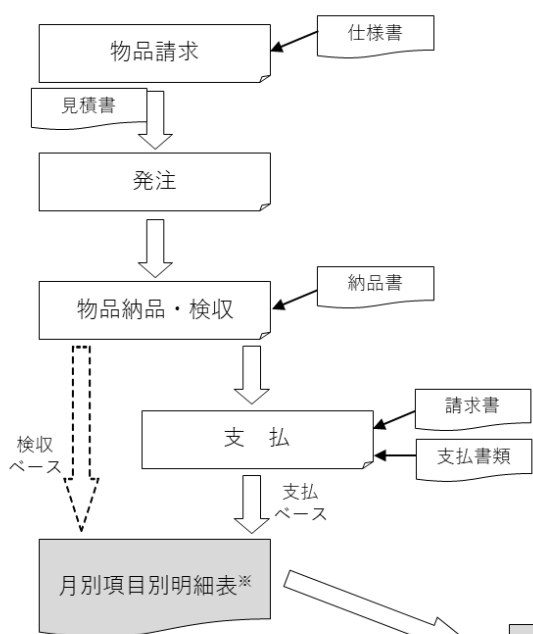 仕様書
物品請求
見積書
発注
納品書
物品納品・検収
請求書
支　払
支払書類
検収
ベース
支払
ベース
月別項目別明細表※